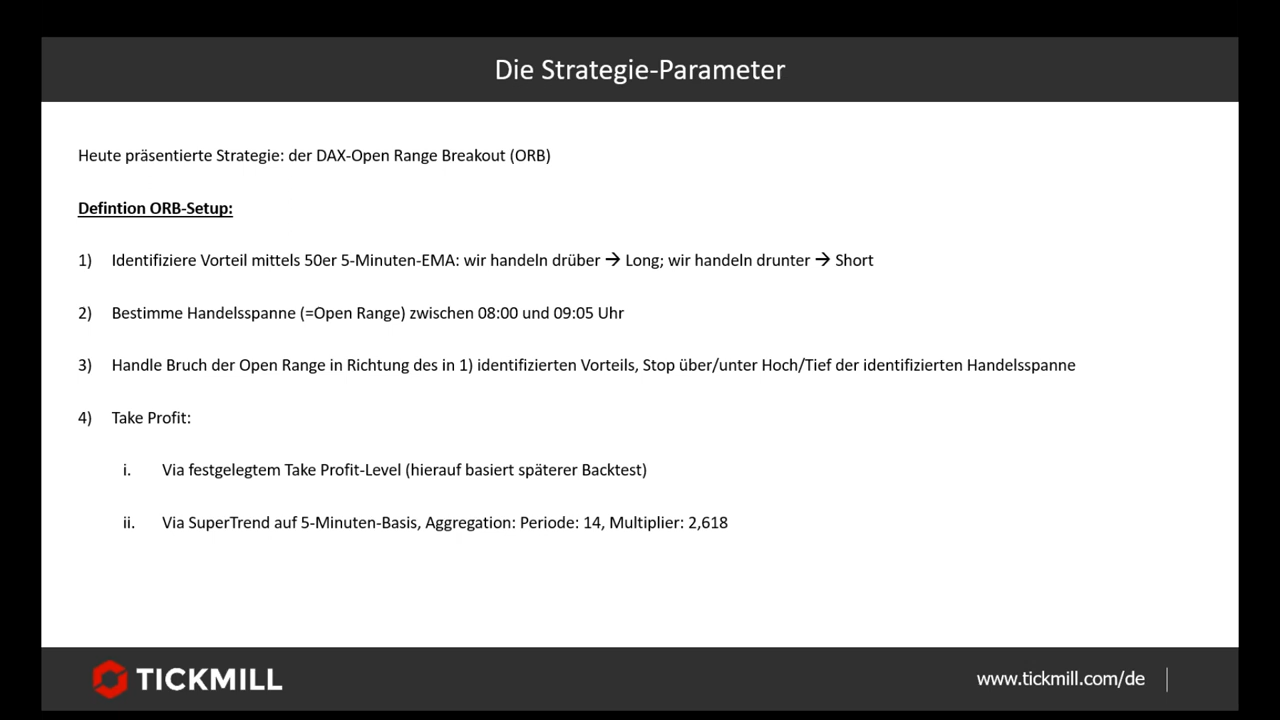 Die Strategie-Parameter
Heute präsentierte Strategie: der DAX-Open Range Breakout (ORB)
Defintion ORB-Setup:
1) Identifiziere Vorteil mittels 50er 5-Minuten-EMA: wir handeln drüber → Long; wir handeln drunter → Short
2) Bestimme Handelsspanne (=Open Range) zwischen 08:00 und 09:05 Uhr
3) Handle Bruch der Open Range in Richtung des in 1) identifizierten Vorteils, Stop über/unter Hoch/Tief der identifizierten Handelsspanne
4) Take Profit:
i. Via festgelegtem Take Profit-Level (hierauf basiert späterer Backtest)
ii. Via SuperTrend auf 5-Minuten-Basis, Aggregation: Periode: 14, Multiplier: 2,618
TICKMILL
www.tickmill.com/de